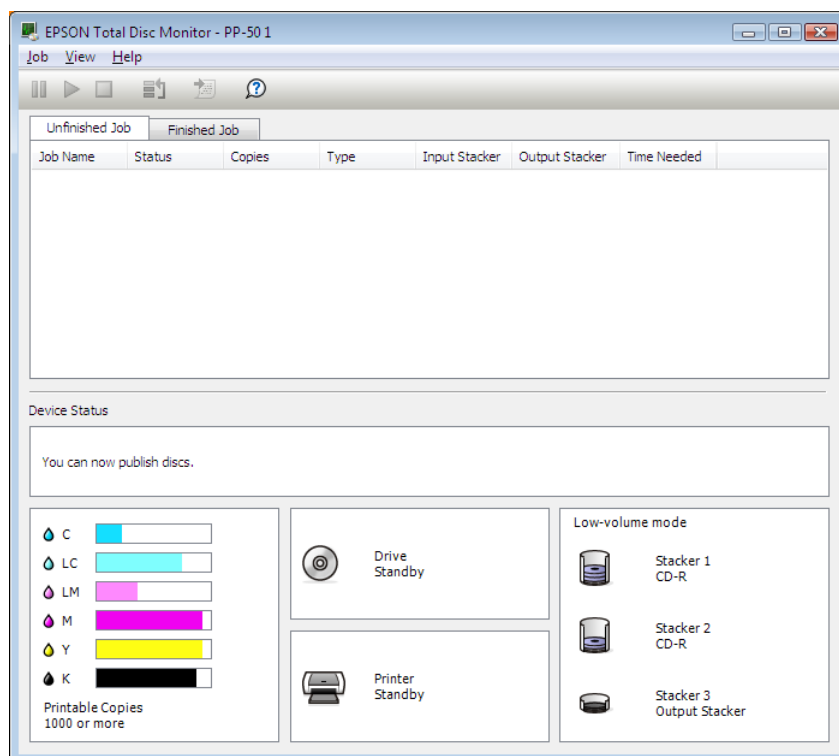 EPSON Total Disc Monitor - PP-50 1
Job View Help
Unfinished Job Finished Job
Job Name Status Copies Type Input Stacker Output Stacker Time Needed
Device Status
You can now publish discs.
C
LC
LM
M
Y
K
Printable Copies
1000 or more
Drive
Standby
Printer
Standby
Low-volume mode
Stacker 1
CD-R
Stacker 2
CD-R
Stacker 3
Output Stacker